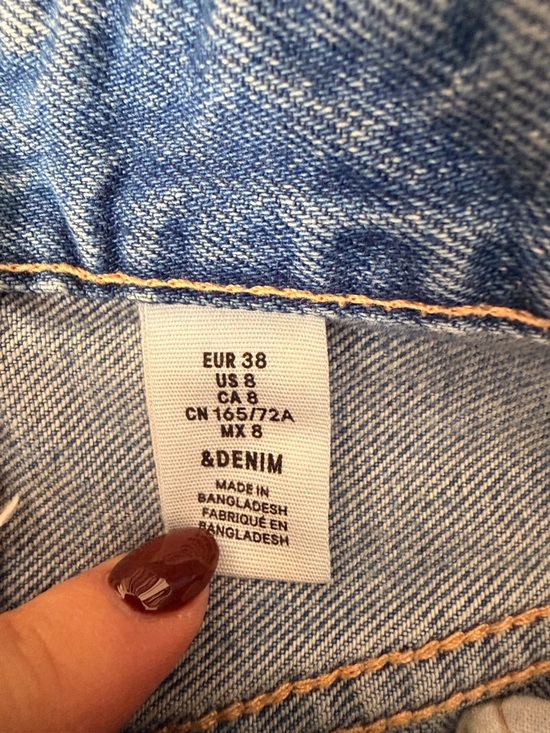 EUR 38
US 8
CA 8
CN 165/72A
MX 8
&DENIM
MADE IN
BANGLADESH
FABRIQUÉ EN
BANGLADESH